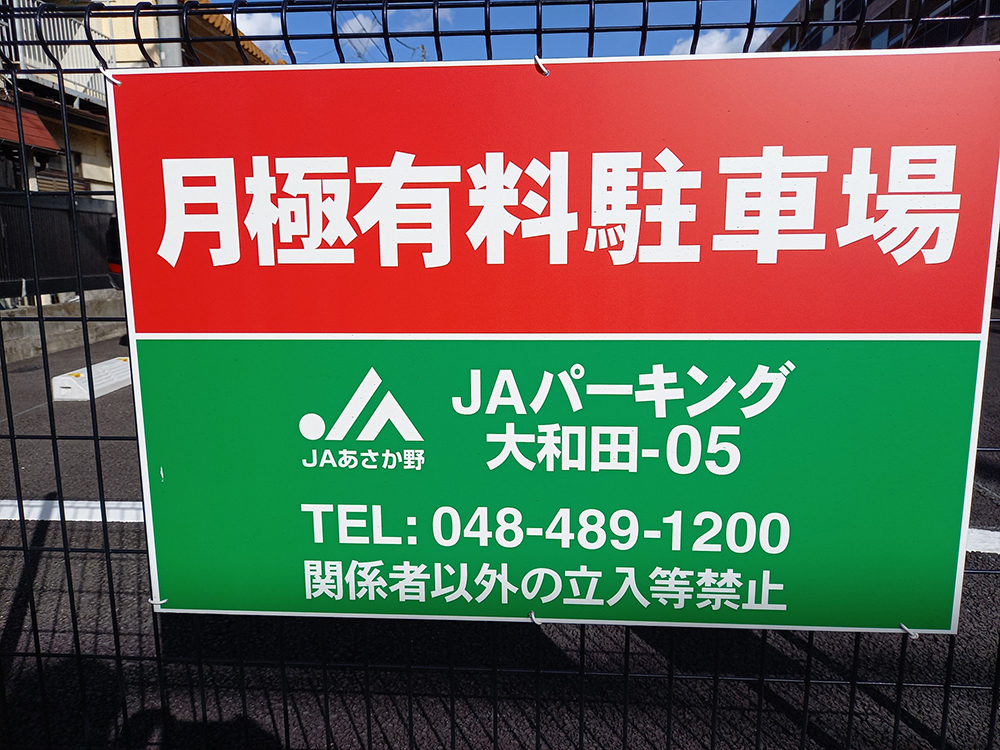 月極有料駐車場
JAあさか野
JAパーキング
大和田-05
TEL: 048-489-1200
関係者以外の立入等禁止